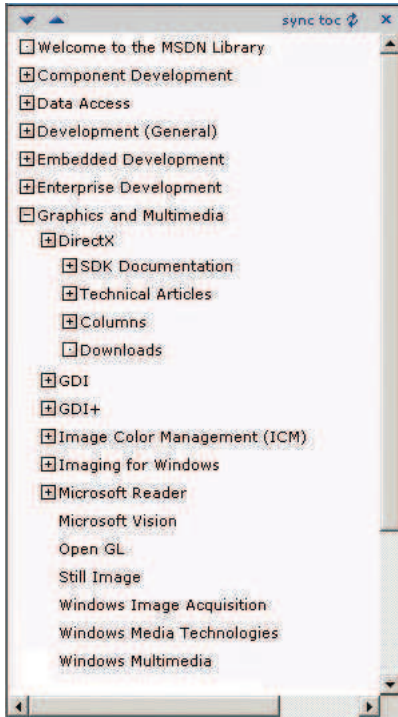 sync toc
Welcome to the MSDN Library
Component Development
Data Access
Development (General)
Embedded Development
Enterprise Development
Graphics and Multimedia
DirectX
SDK Documentation
Technical Articles
Columns
Downloads
GDI
GDI+
Image Color Management (ICM)
Imaging for Windows
Microsoft Reader
Microsoft Vision
Open GL
Still Image
Windows Image Acquisition
Windows Media Technologies
Windows Multimedia